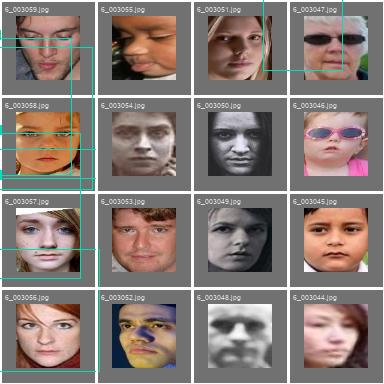 6_003059.jpg 6_003055.jpg 6_003051.jpg 6_003047.jpg
6_003058.jpg 6_003054.jpg 6_003050.jpg 6_003046.jpg
6_003057.jpg 6_003053.jpg 6_003049.jpg 6_003045.jpg
6_003056.jpg 6_003052.jpg 6_003048.jpg 6_003044.jpg